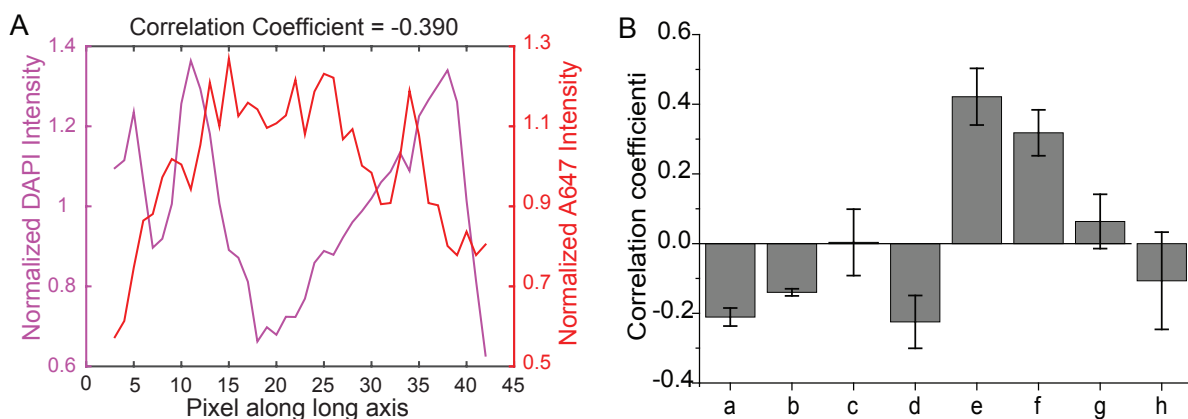 A
Correlation Coefficient = -0.390
Normalized DAPI Intensity
1.4
1.2
1
0.8
0.6
0 5 10 15 20 25 30 35 40 45
Pixel along long axis
1.3
1.1
0.9
0.7
0.5
Normalized A647 Intensity
B
Correlation coefficienti
0.6
0.4
0.2
0.0
-0.2
-0.4
a b c d e f g h